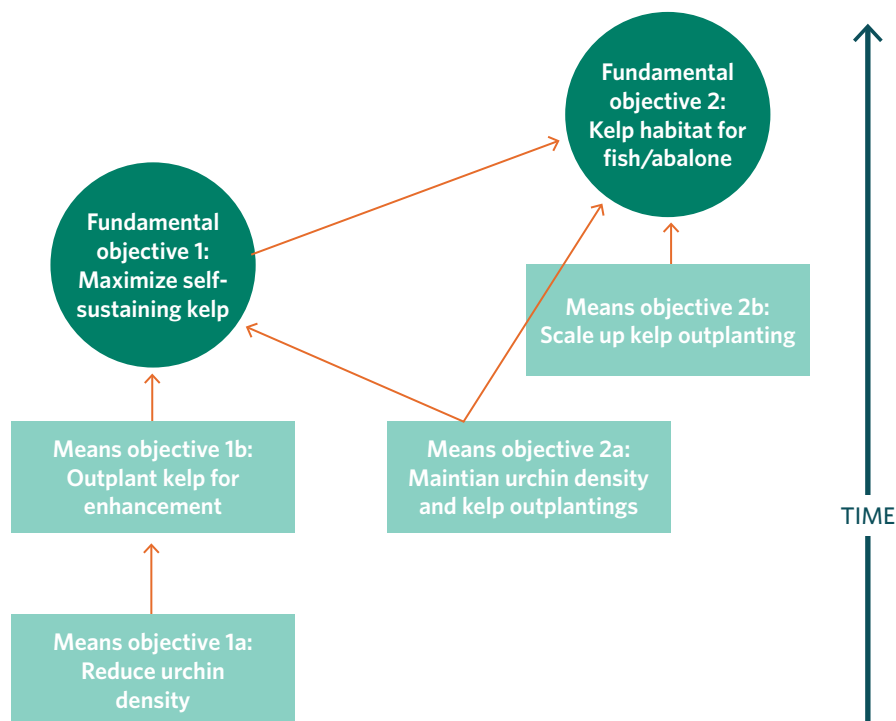 Fundamental
objective 2:
Kelp habitat for
fish/abalone
Fundamental
objective 1:
Maximize self-
sustaining kelp
Means objective 2b:
Scale up kelp outplanting
Means objective 1b:
Outplant kelp for
enhancement
Means objective 2a:
Maintian urchin density
and kelp outplantings
TIME
Means objective 1a:
Reduce urchin
density